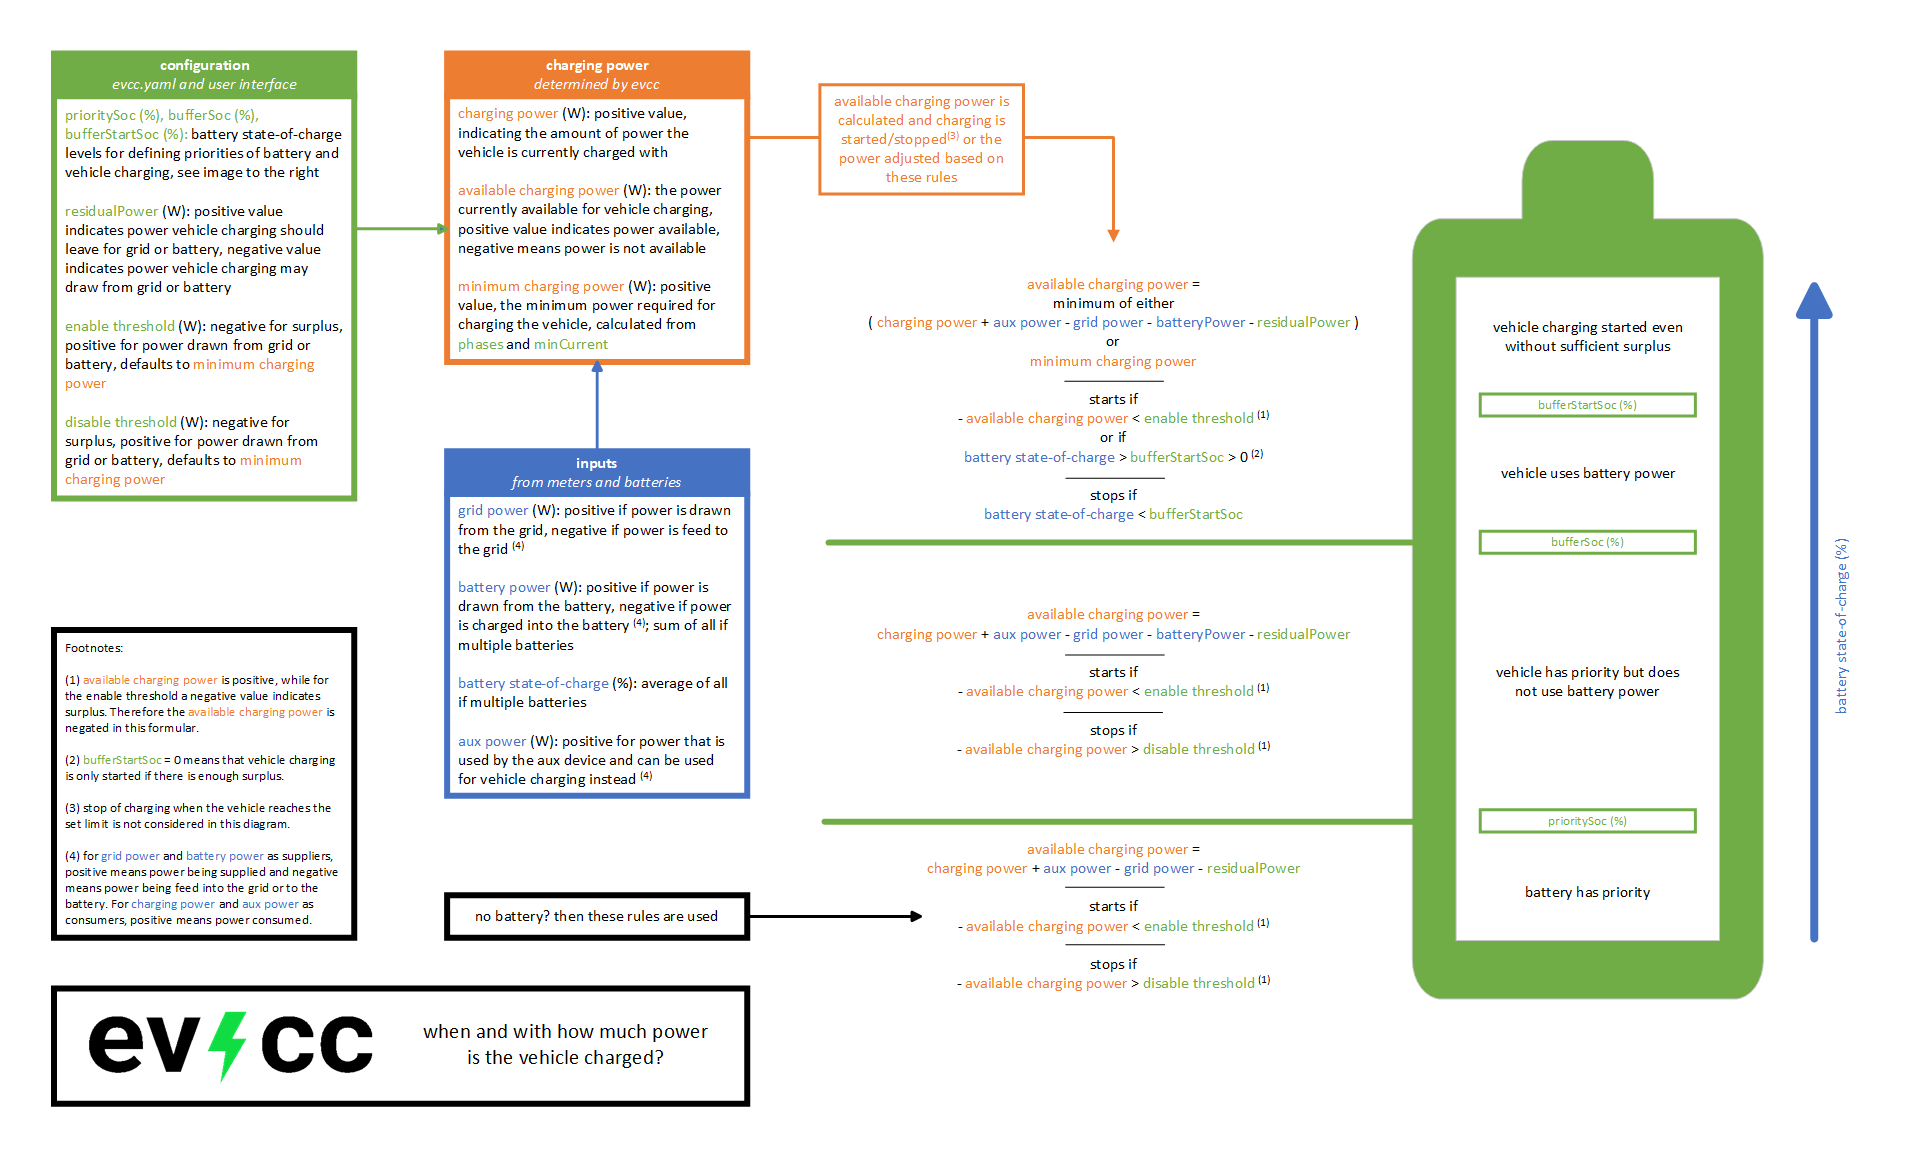 configuration
evcc.yaml and user interface
prioritySoc (%), bufferSoc (%),
bufferStartSoc (%): battery state-of-charge
levels for defining priorities of battery and
vehicle charging, see image to the right
residualPower (W): positive value
indicates power vehicle charging should
leave for grid or battery, negative value
indicates power vehicle charging may
draw from grid or battery
enable threshold (W): negative for surplus,
positive for power drawn from grid or
battery, defaults to minimum charging
power
disable threshold (W): negative for
surplus, positive for power drawn from
grid or battery, defaults to minimum
charging power
charging power
determined by evcc
charging power (W): positive value,
indicating the amount of power the
vehicle is currently charged with
available charging power (W): the power
currently available for vehicle charging,
positive value indicates power available,
negative means power is not available
minimum charging power (W): positive
value, the minimum power required for
charging the vehicle, calculated from
phases and minCurrent
inputs
from meters and batteries
grid power (W): positive if power is drawn
from the grid, negative if power is feed to
the grid (4)
battery power (W): positive if power is
drawn from the battery, negative if power
is charged into the battery (4); sum of all if
multiple batteries
battery state-of-charge (%): average of all
if multiple batteries
aux power (W): positive for power that is
used by the aux device and can be used
for vehicle charging instead (4)
Footnotes:
(1) available charging power is positive, while for
the enable threshold a negative value indicates
surplus. Therefore the available charging power is
negated in this formular.
(2) bufferStartSoc = 0 means that vehicle charging
is only started if there is enough surplus.
(3) stop of charging when the vehicle reaches the
set limit is not considered in this diagram.
(4) for grid power and battery power as suppliers,
positive means power being supplied and negative
means power being feed into the grid or to the
battery. For charging power and aux power as
consumers, positive means power consumed.
no battery? then these rules are used
evcc
when and with how much power
is the vehicle charged?
available charging power is
calculated and charging is
started/stopped(3) or the
power adjusted based on
these rules
available charging power =
minimum of either
( charging power + aux power - grid power - batteryPower - residualPower )
or
minimum charging power
starts if
- available charging power < enable threshold (1)
or if
battery state-of-charge > bufferStartSoc > 0 (2)
stops if
battery state-of-charge < bufferStartSoc
available charging power =
charging power + aux power - grid power - batteryPower - residualPower
starts if
- available charging power < enable threshold (1)
stops if
- available charging power > disable threshold (1)
available charging power =
charging power + aux power - grid power - residualPower
starts if
- available charging power < enable threshold (1)
stops if
- available charging power > disable threshold (1)
vehicle charging started even
without sufficient surplus
bufferStartSoc (%)
vehicle uses battery power
bufferSoc (%)
vehicle has priority but does
not use battery power
prioritySoc (%)
battery has priority
battery state-of-charge (%)